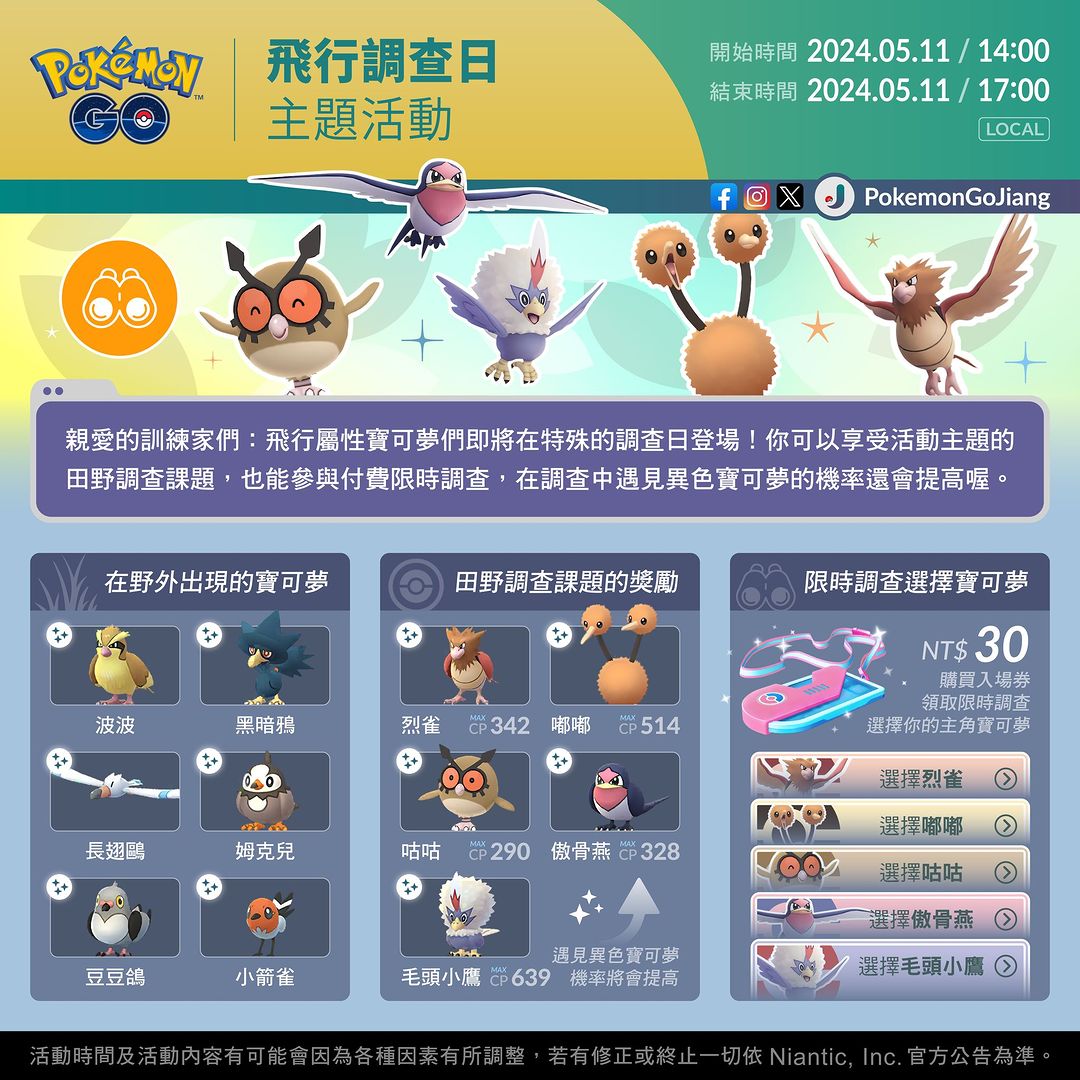 POKéMON GO
TM
飛行調查日
主題活動
開始時間 2024.05.11 / 14:00
結束時間 2024.05.11 / 17:00
LOCAL
PokemonGoJiang
親愛的訓練家們：飛行屬性寶可夢們即將在特殊的調查日登場！你可以享受活動主題的
田野調查課題，也能參與付費限時調查，在調查中遇見異色寶可夢的機率還會提高喔。
在野外出現的寶可夢
波波
黑暗鴉
長翅鷗
姆克兒
豆豆鴿
小箭雀
田野調查課題的獎勵
烈雀 MAX CP 342
嘟嘟 MAX CP 514
咕咕 MAX CP 290
傲骨燕 MAX CP 328
毛頭小鷹 MAX CP 639
遇見異色寶可夢
機率將會提高
限時調查選擇寶可夢
NT$ 30
購買入場券
領取限時調查
選擇你的主角寶可夢
選擇烈雀
選擇嘟嘟
選擇咕咕
選擇傲骨燕
選擇毛頭小鷹
活動時間及活動內容有可能會因為各種因素有所調整，若有修正或終止一切依 Niantic, Inc. 官方公告為準。